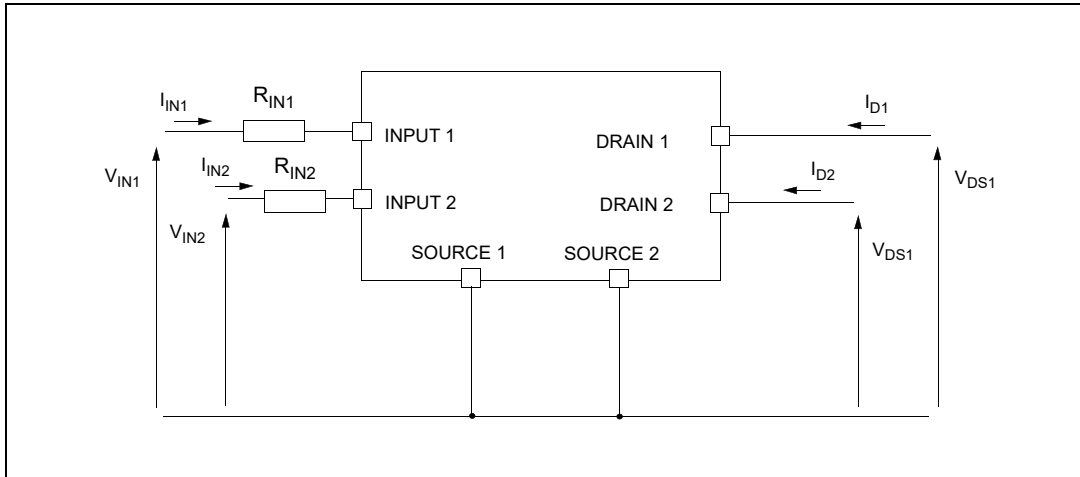 I_IN1
R_IN1
I_D1
INPUT 1
DRAIN 1
I_IN2
R_IN2
V_IN1
I_D2
V_DS1
INPUT 2
DRAIN 2
V_IN2
SOURCE 1
SOURCE 2
V_DS1